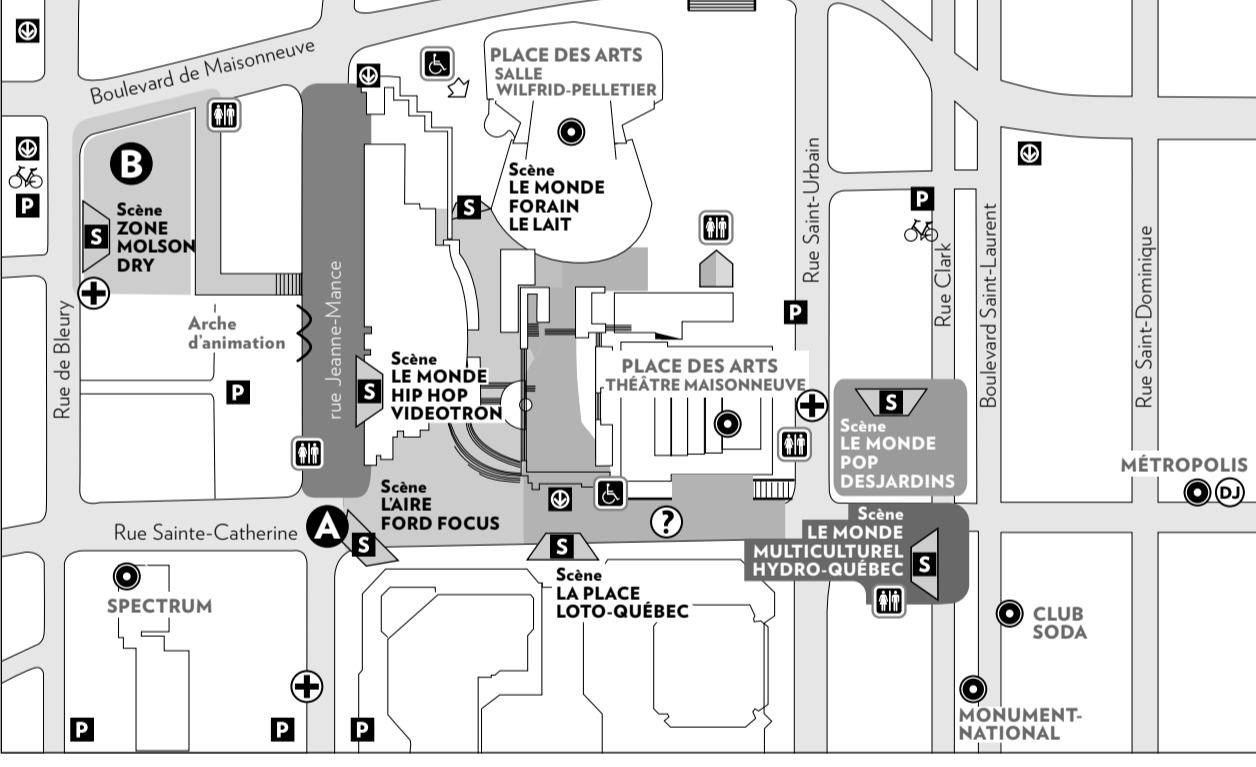 Boulevard de Maisonneuve
PLACE DES ARTS
SALLE
WILFRID-PELLETIER
B
Scène
ZONE
MOLSON
DRY
S
P
Scène
LE MONDE
FORAIN
LE LAIT
S
Rue Saint-Urbain
P
Rue Clark
Boulevard Saint-Laurent
Rue Saint-Dominique
Rue de Bleury
Arche
d'animation
rue Jeanne-Mance
P
P
S
Scène
LE MONDE
HIP HOP
VIDEOTRON
PLACE DES ARTS
THÉÂTRE MAISONNEUVE
S
Scène
LE MONDE
POP
DESJARDINS
MÉTROPOLIS
DJ
Rue Sainte-Catherine
A
S
Scène
L'AIRE
FORD FOCUS
?
S
Scène
LA PLACE
LOTO-QUÉBEC
Scène
LE MONDE
MULTICULTUREL
HYDRO-QUÉBEC
S
SPECTRUM
CLUB
SODA
MONUMENT-
NATIONAL
P
P
P